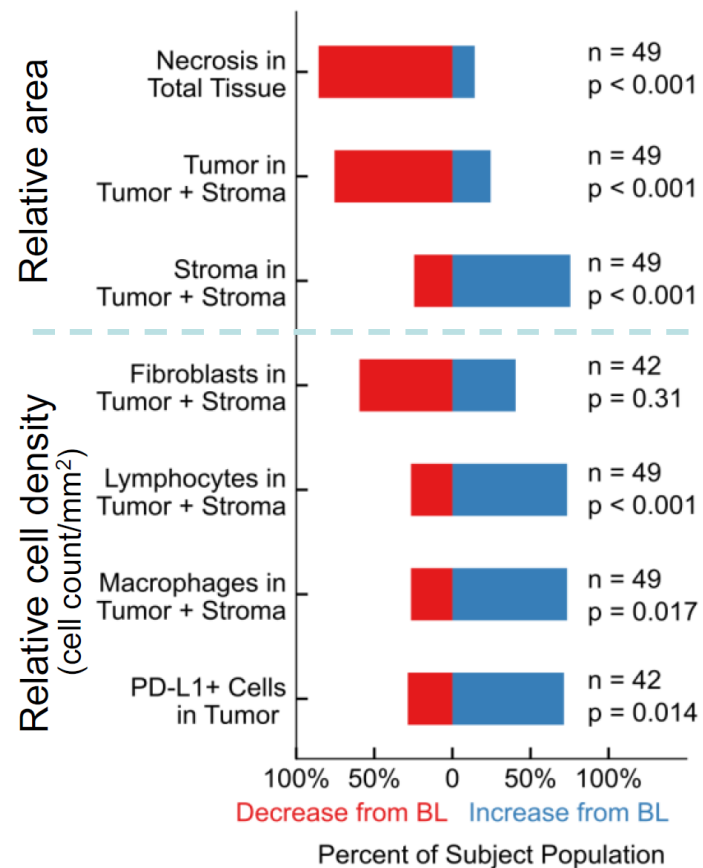 Relative area
Necrosis in
Total Tissue
n = 49
p < 0.001
Tumor in
Tumor + Stroma
n = 49
p < 0.001
Stroma in
Tumor + Stroma
n = 49
p < 0.001
Relative cell density
(cell count/mm²)
Fibroblasts in
Tumor + Stroma
n = 42
p = 0.31
Lymphocytes in
Tumor + Stroma
n = 49
p < 0.001
Macrophages in
Tumor + Stroma
n = 49
p = 0.017
PD-L1+ Cells
in Tumor
n = 42
p = 0.014
100% 50% 0 50% 100%
Decrease from BL Increase from BL
Percent of Subject Population